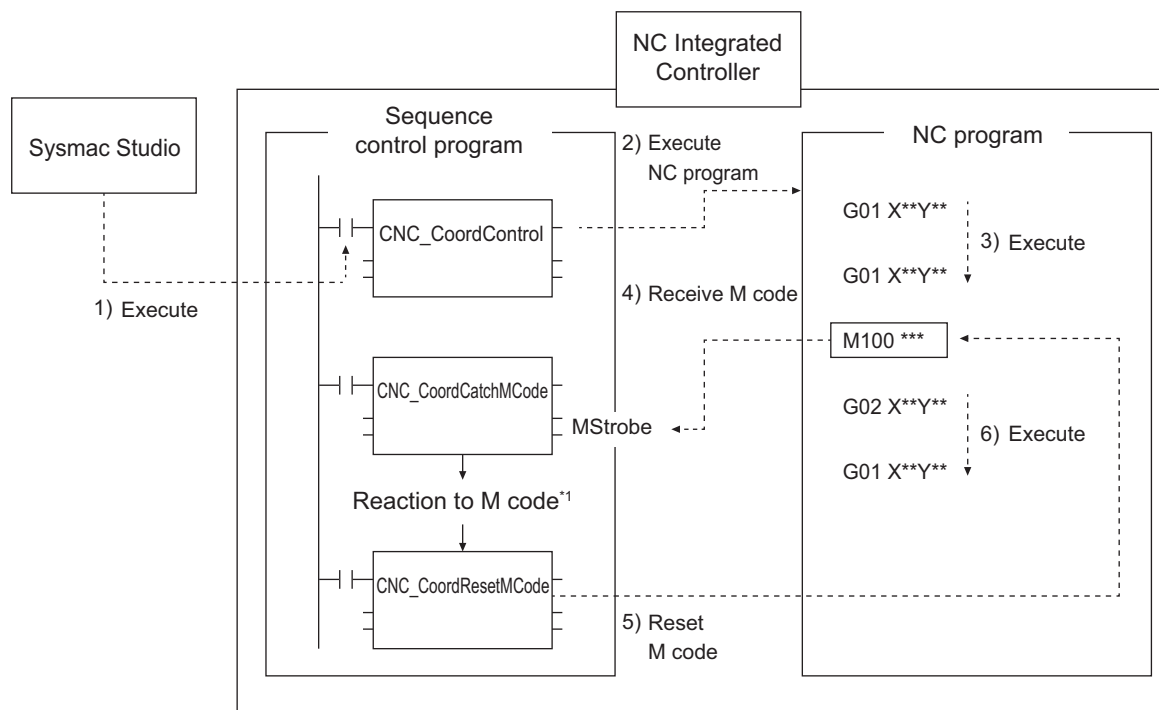 NC Integrated
Controller
Sysmac Studio
Sequence
control program
NC program
2) Execute
NC program
CNC_CoordControl
G01 X**Y**
3) Execute
G01 X**Y**
1) Execute
4) Receive M code
M100 ***
CNC_CoordCatchMCode
MStrobe
G02 X**Y**
6) Execute
G01 X**Y**
Reaction to M code*1
CNC_CoordResetMCode
5) Reset
M code